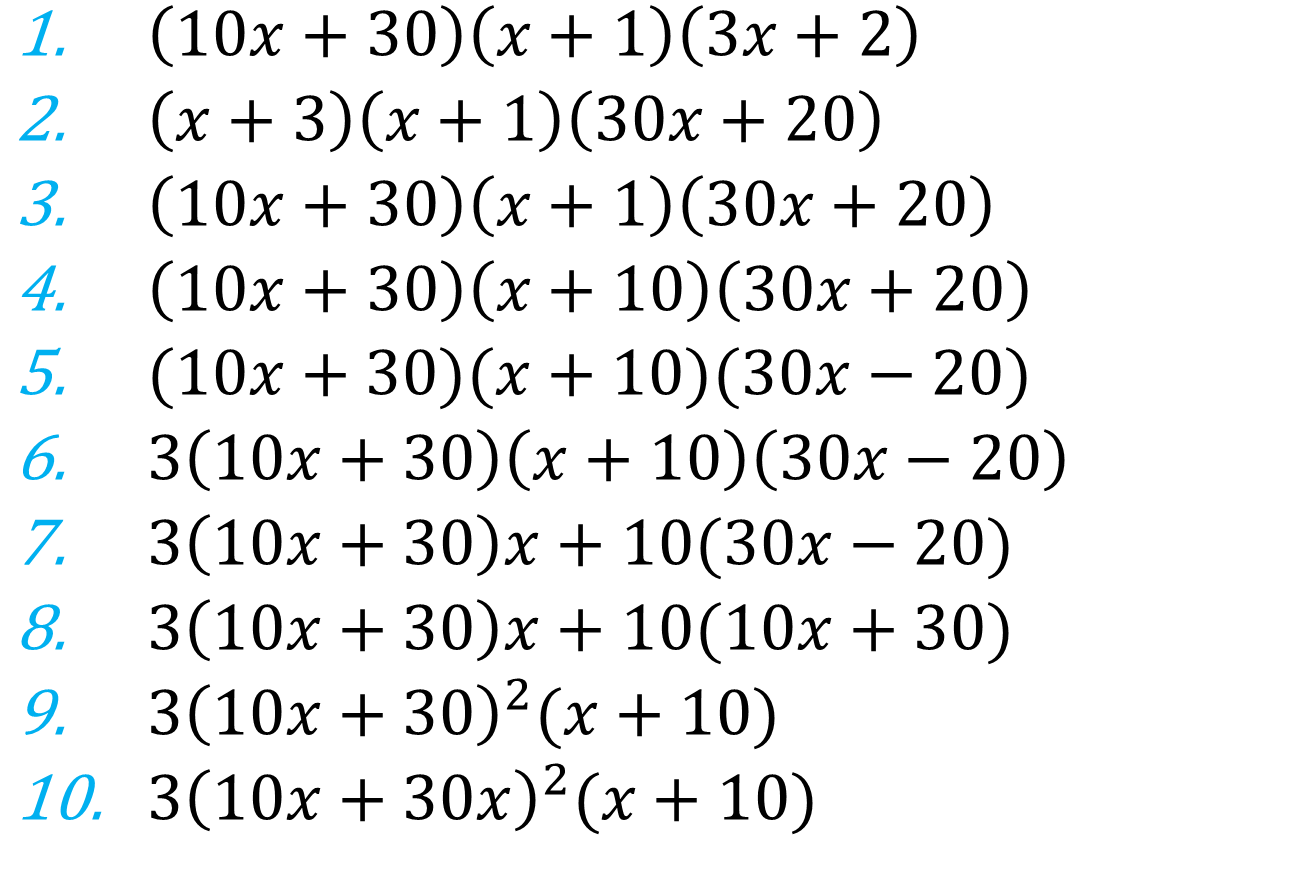 1. (10x + 30)(x + 1)(3x + 2)
2. (x + 3)(x + 1)(30x + 20)
3. (10x + 30)(x + 1)(30x + 20)
4. (10x + 30)(x + 10)(30x + 20)
5. (10x + 30)(x + 10)(30x − 20)
6. 3(10x + 30)(x + 10)(30x − 20)
7. 3(10x + 30)x + 10(30x − 20)
8. 3(10x + 30)x + 10(10x + 30)
9. 3(10x + 30)²(x + 10)
10. 3(10x + 30x)²(x + 10)